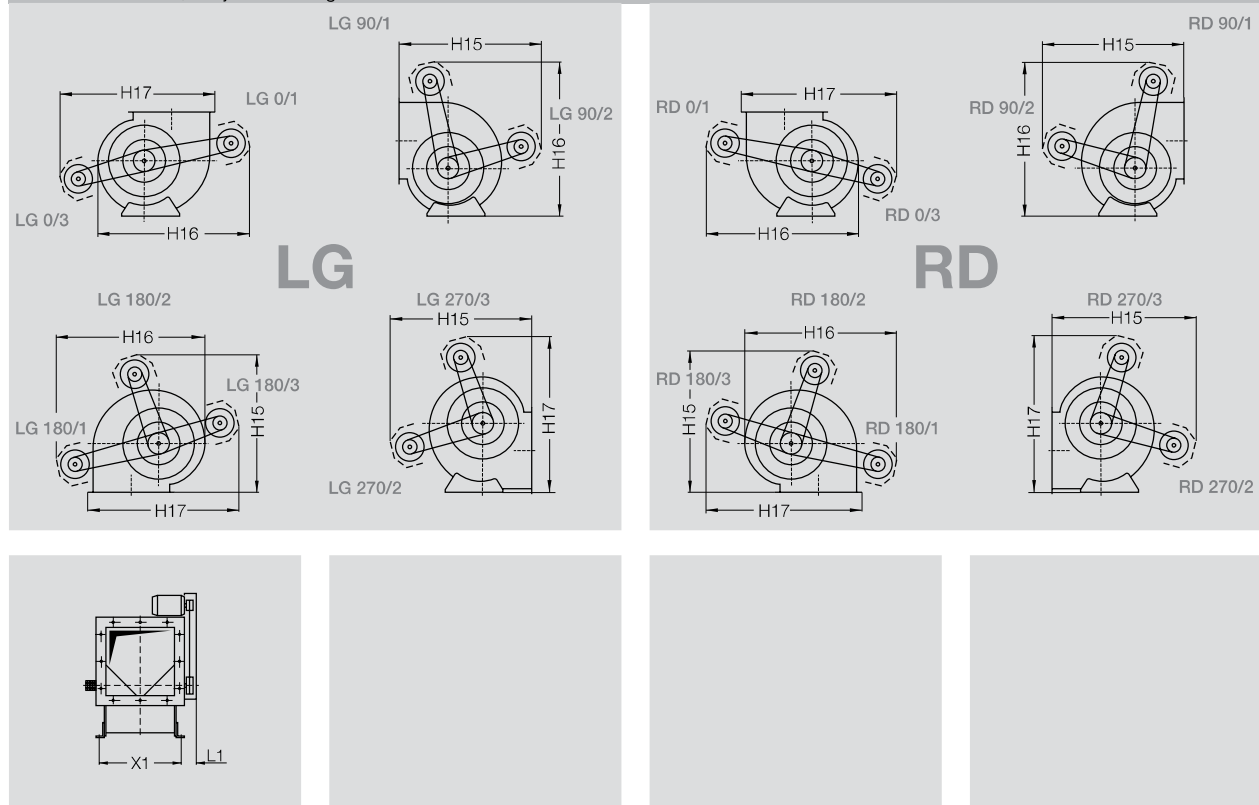 LG 90/1
H15
H17
LG 0/1
LG 90/2
H16
LG 0/3
H16
LG
LG 180/2
LG 270/3
H16
H15
LG 180/3
H15
H17
LG 180/1
LG 270/2
H17
RD 90/1
H15
H17
RD 0/1
RD 90/2
H16
RD 0/3
H16
RD
RD 180/2
RD 270/3
H16
H15
RD 180/3
H15
H17
RD 180/1
RD 270/2
H17
X1
L1